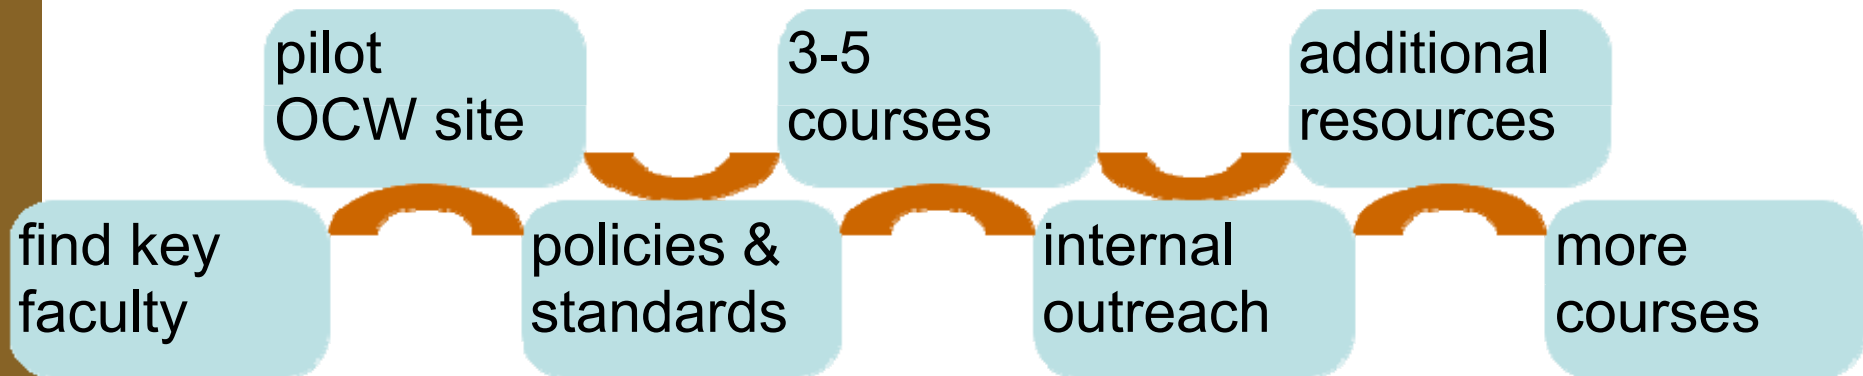 pilot
OCW site
3-5
courses
additional
resources
find key
faculty
policies &
standards
internal
outreach
more
courses